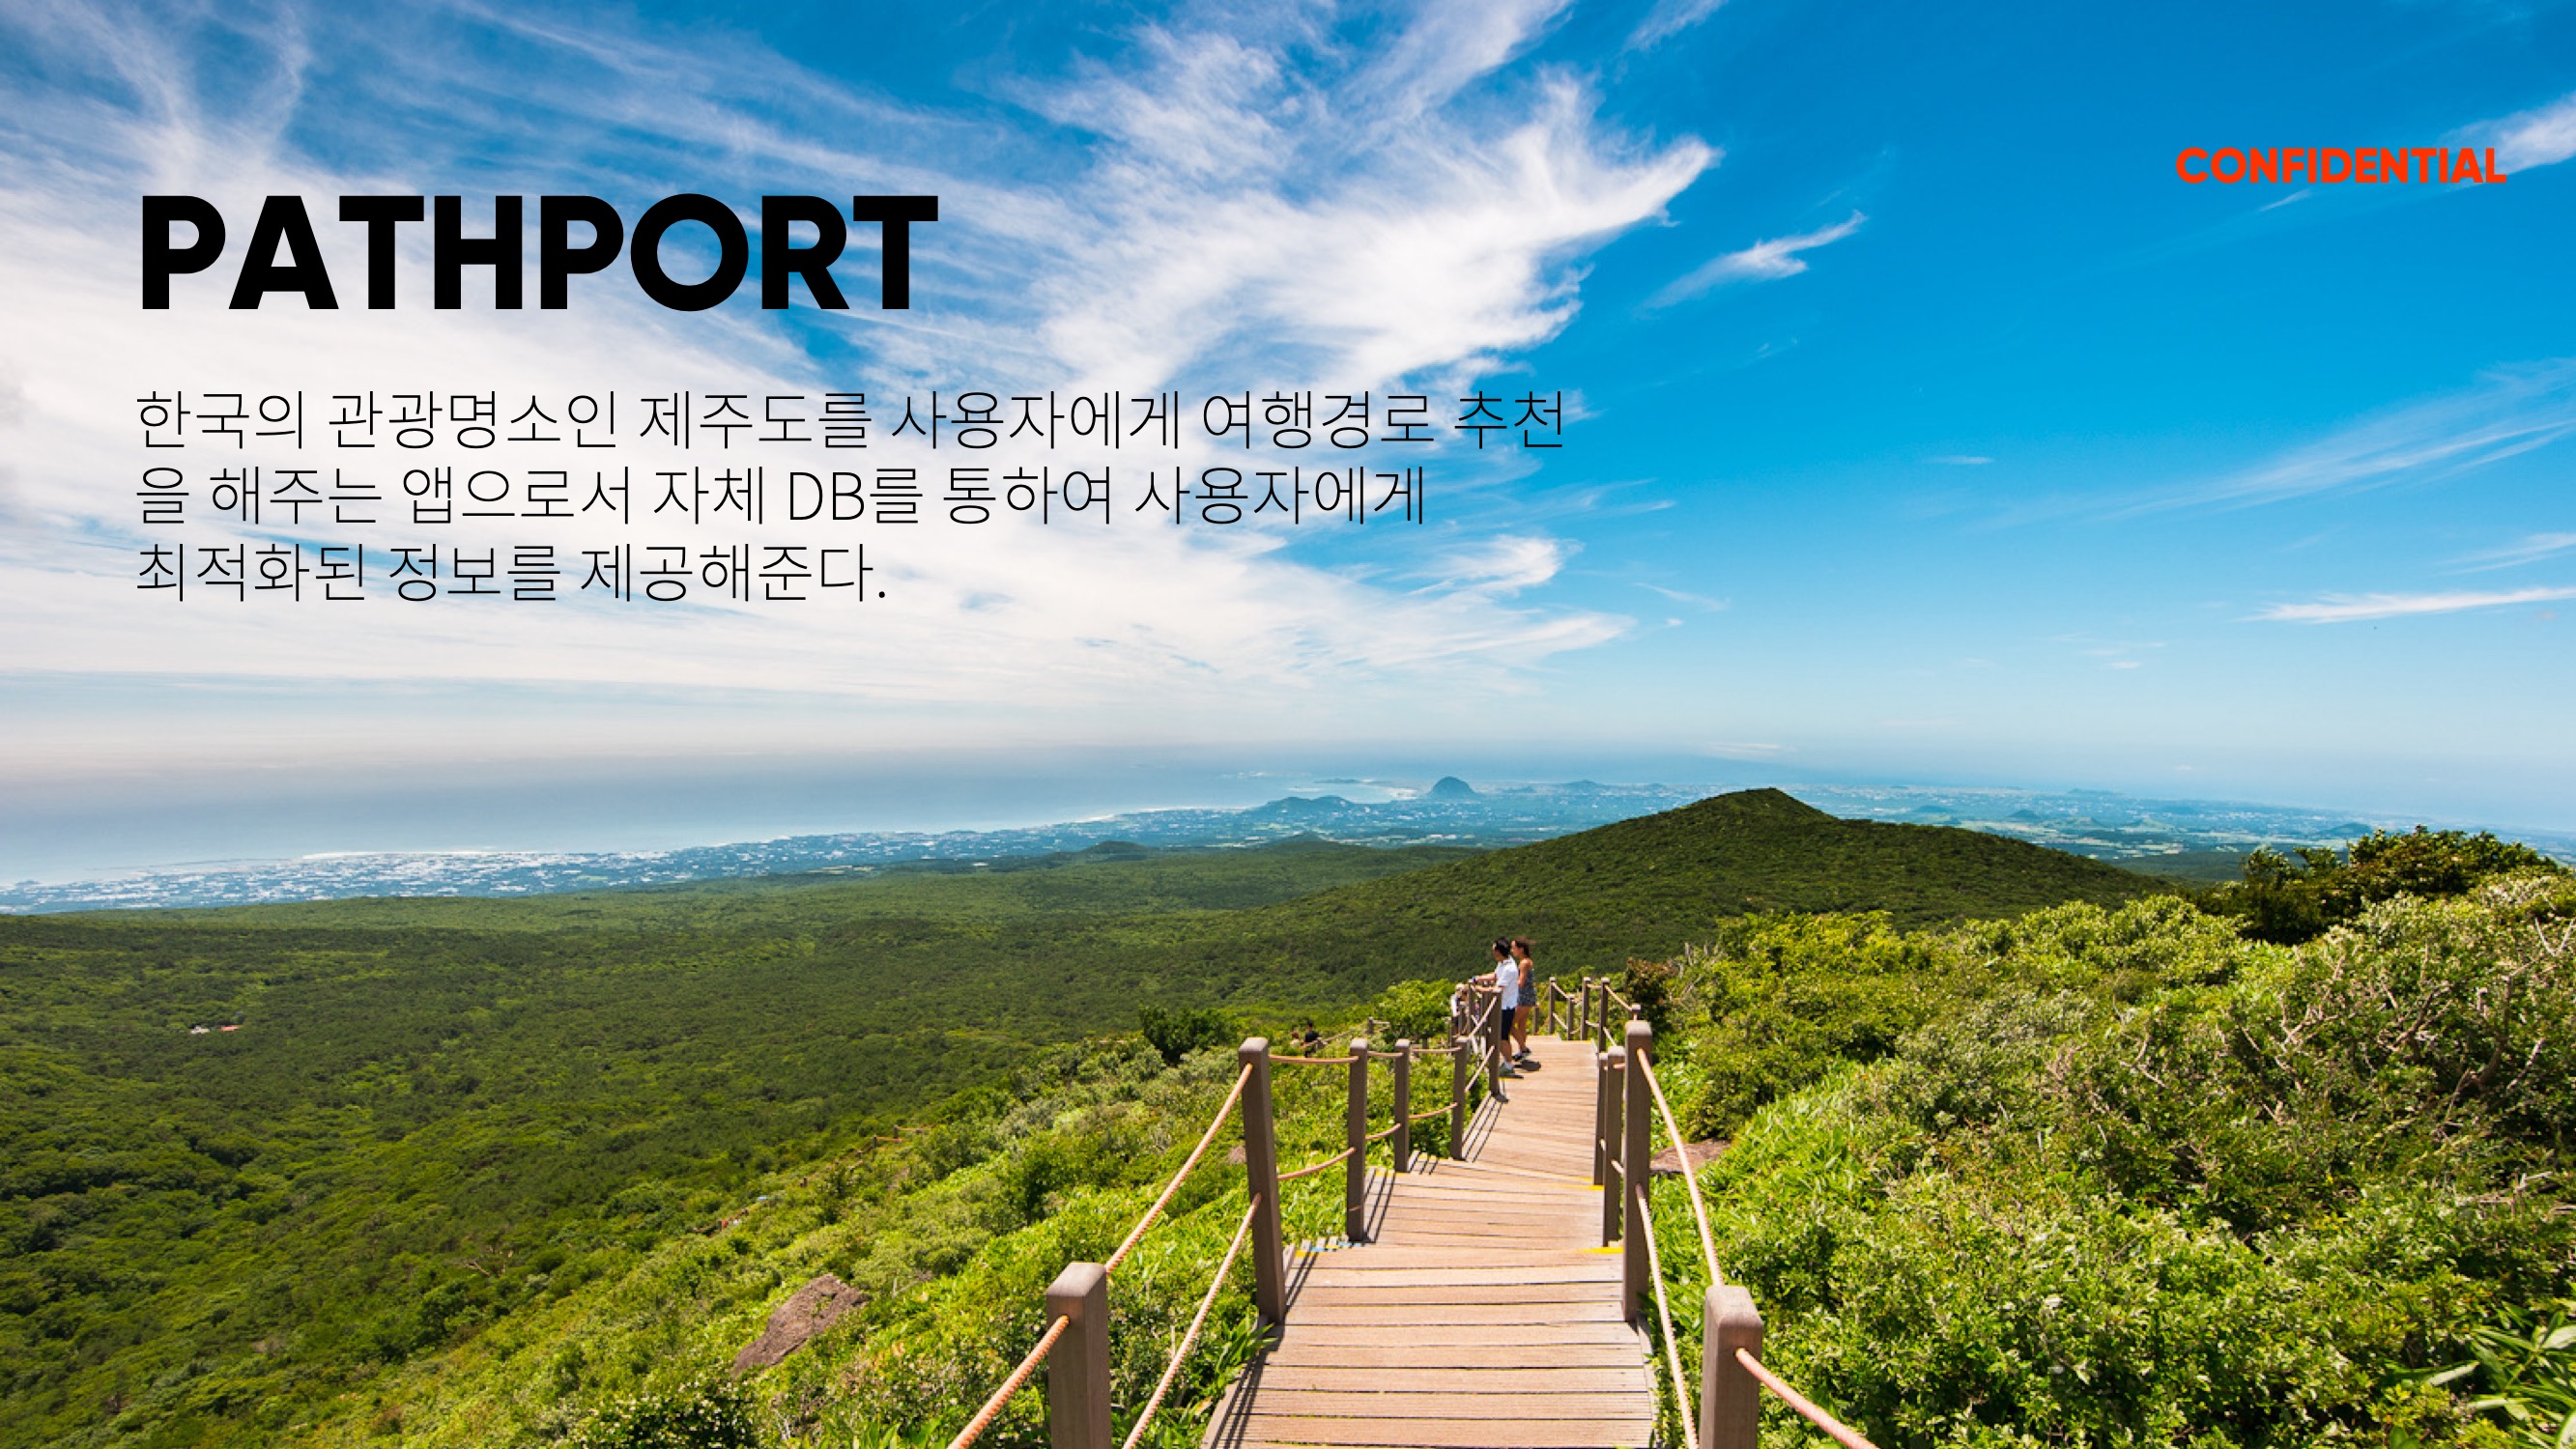 CONFIDENTIAL
PATHPORT
한국의 관광명소인 제주도를 사용자에게 여행경로 추천
을 해주는 앱으로서 자체 DB를 통하여 사용자에게
최적화된 정보를 제공해준다.